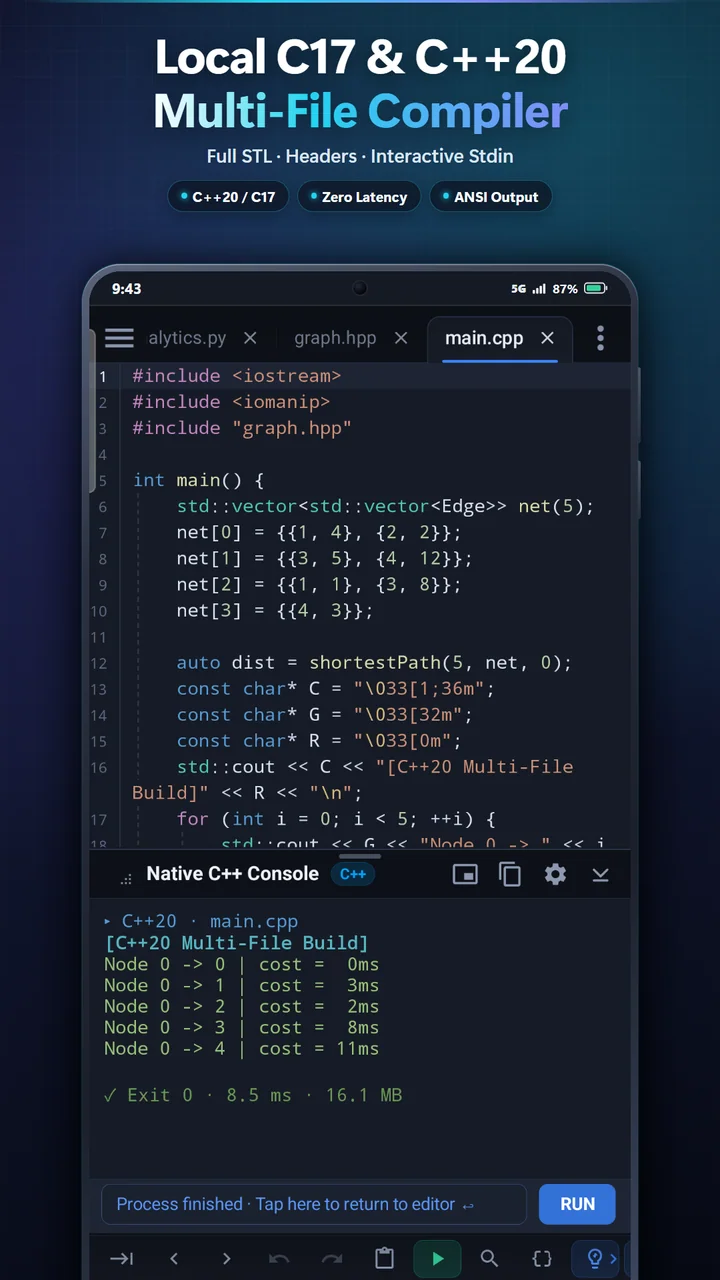 Local C17 & C++20
Multi-File Compiler
Full STL · Headers · Interactive Stdin
C++20 / C17
Zero Latency
ANSI Output
9:43
5G
87%
alytics.py
graph.hpp
main.cpp
1 #include <iostream>
2 #include <iomanip>
3 #include "graph.hpp"
4
5 int main() {
6 std::vector<std::vector<Edge>> net(5);
7 net[0] = {{1, 4}, {2, 2}};
8 net[1] = {{3, 5}, {4, 12}};
9 net[2] = {{1, 1}, {3, 8}};
10 net[3] = {{4, 3}};
11
12 auto dist = shortestPath(5, net, 0);
13 const char* C = "\033[1;36m";
14 const char* G = "\033[32m";
15 const char* R = "\033[0m";
16 std::cout << C << "[C++20 Multi-File
Build]" << R << "\n";
17 for (int i = 0; i < 5; ++i) {
18 std::cout << G << "Node 0 -> " << i
Native C++ Console
C++
▸ C++20 · main.cpp
[C++20 Multi-File Build]
Node 0 -> 0 | cost =  0ms
Node 0 -> 1 | cost =  3ms
Node 0 -> 2 | cost =  2ms
Node 0 -> 3 | cost =  8ms
Node 0 -> 4 | cost = 11ms
✓ Exit 0 · 8.5 ms · 16.1 MB
Process finished · Tap here to return to editor ↩
RUN